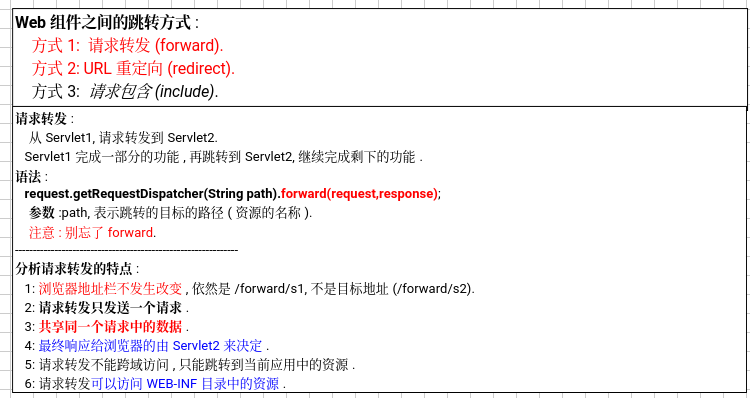 Web 组件之间的跳转方式 :
方式 1: 请求转发 (forward).
方式 2: URL 重定向 (redirect).
方式 3: 请求包含 (include).
请求转发 :
从 Servlet1, 请求转发到 Servlet2.
Servlet1 完成一部分的功能 , 再跳转到 Servlet2, 继续完成剩下的功能 .
语法 :
request.getRequestDispatcher(String path).forward(request,response);
参数 :path, 表示跳转的目标的路径 ( 资源的名称 ).
注意 : 别忘了 forward.
----------------------------------------------------------------
分析请求转发的特点 :
1: 浏览器地址栏不发生改变 , 依然是 /forward/s1, 不是目标地址 (/forward/s2).
2: 请求转发只发送一个请求 .
3: 共享同一个请求中的数据 .
4: 最终响应给浏览器的由 Servlet2 来决定 .
5: 请求转发不能跨域访问 , 只能跳转到当前应用中的资源 .
6: 请求转发可以访问 WEB-INF 目录中的资源 .